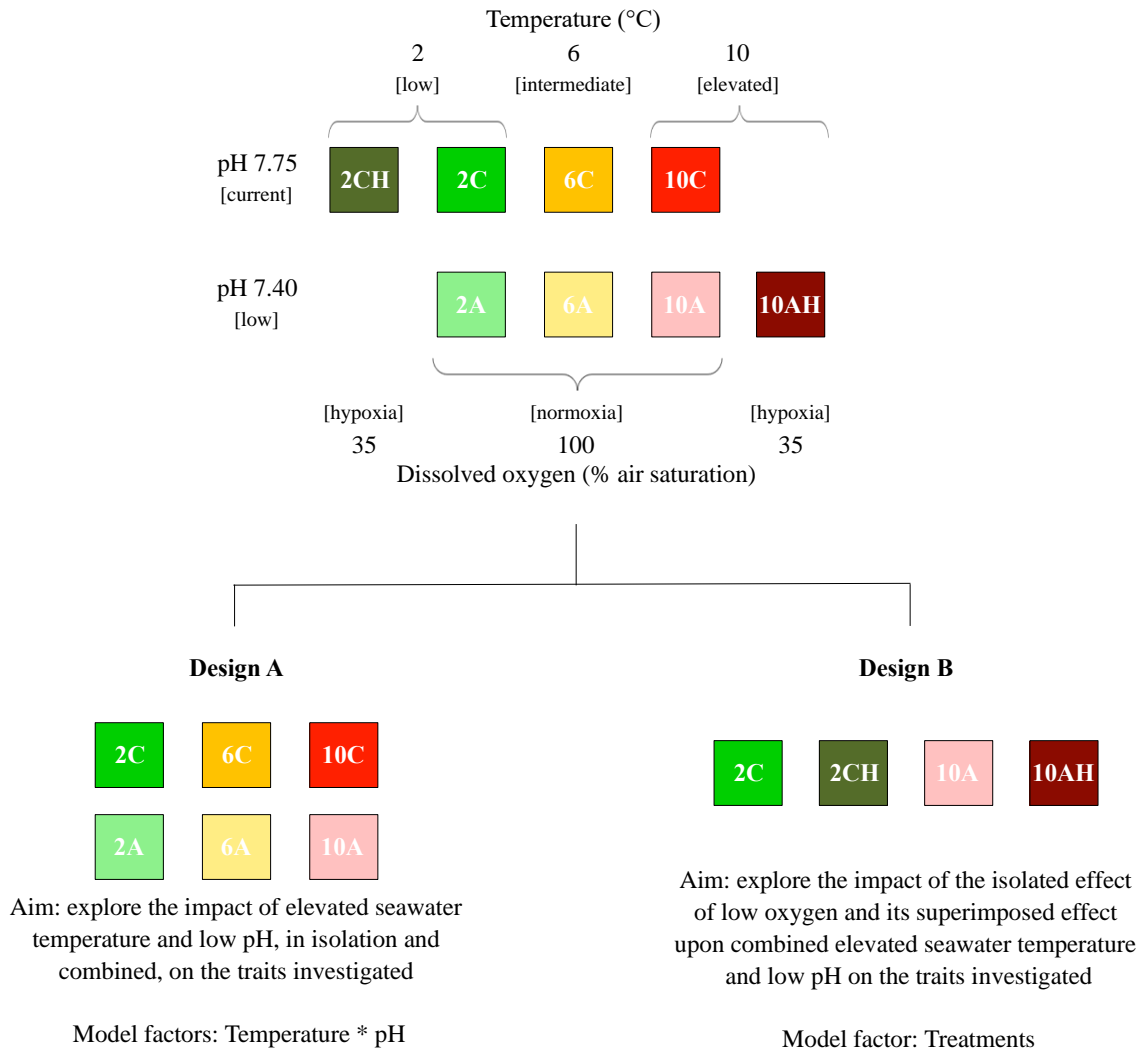 Temperature (°C)
2 6 10
[low] [intermediate] [elevated]
pH 7.75
[current]
2CH 2C 6C 10C
pH 7.40
[low]
2A 6A 10A 10AH
[hypoxia] [normoxia] [hypoxia]
35 100 35
Dissolved oxygen (% air saturation)
Design A
2C 6C 10C
2A 6A 10A
Aim: explore the impact of elevated seawater
temperature and low pH, in isolation and
combined, on the traits investigated
Model factors: Temperature * pH
Design B
2C 2CH 10A 10AH
Aim: explore the impact of the isolated effect
of low oxygen and its superimposed effect
upon combined elevated seawater temperature
and low pH on the traits investigated
Model factor: Treatments